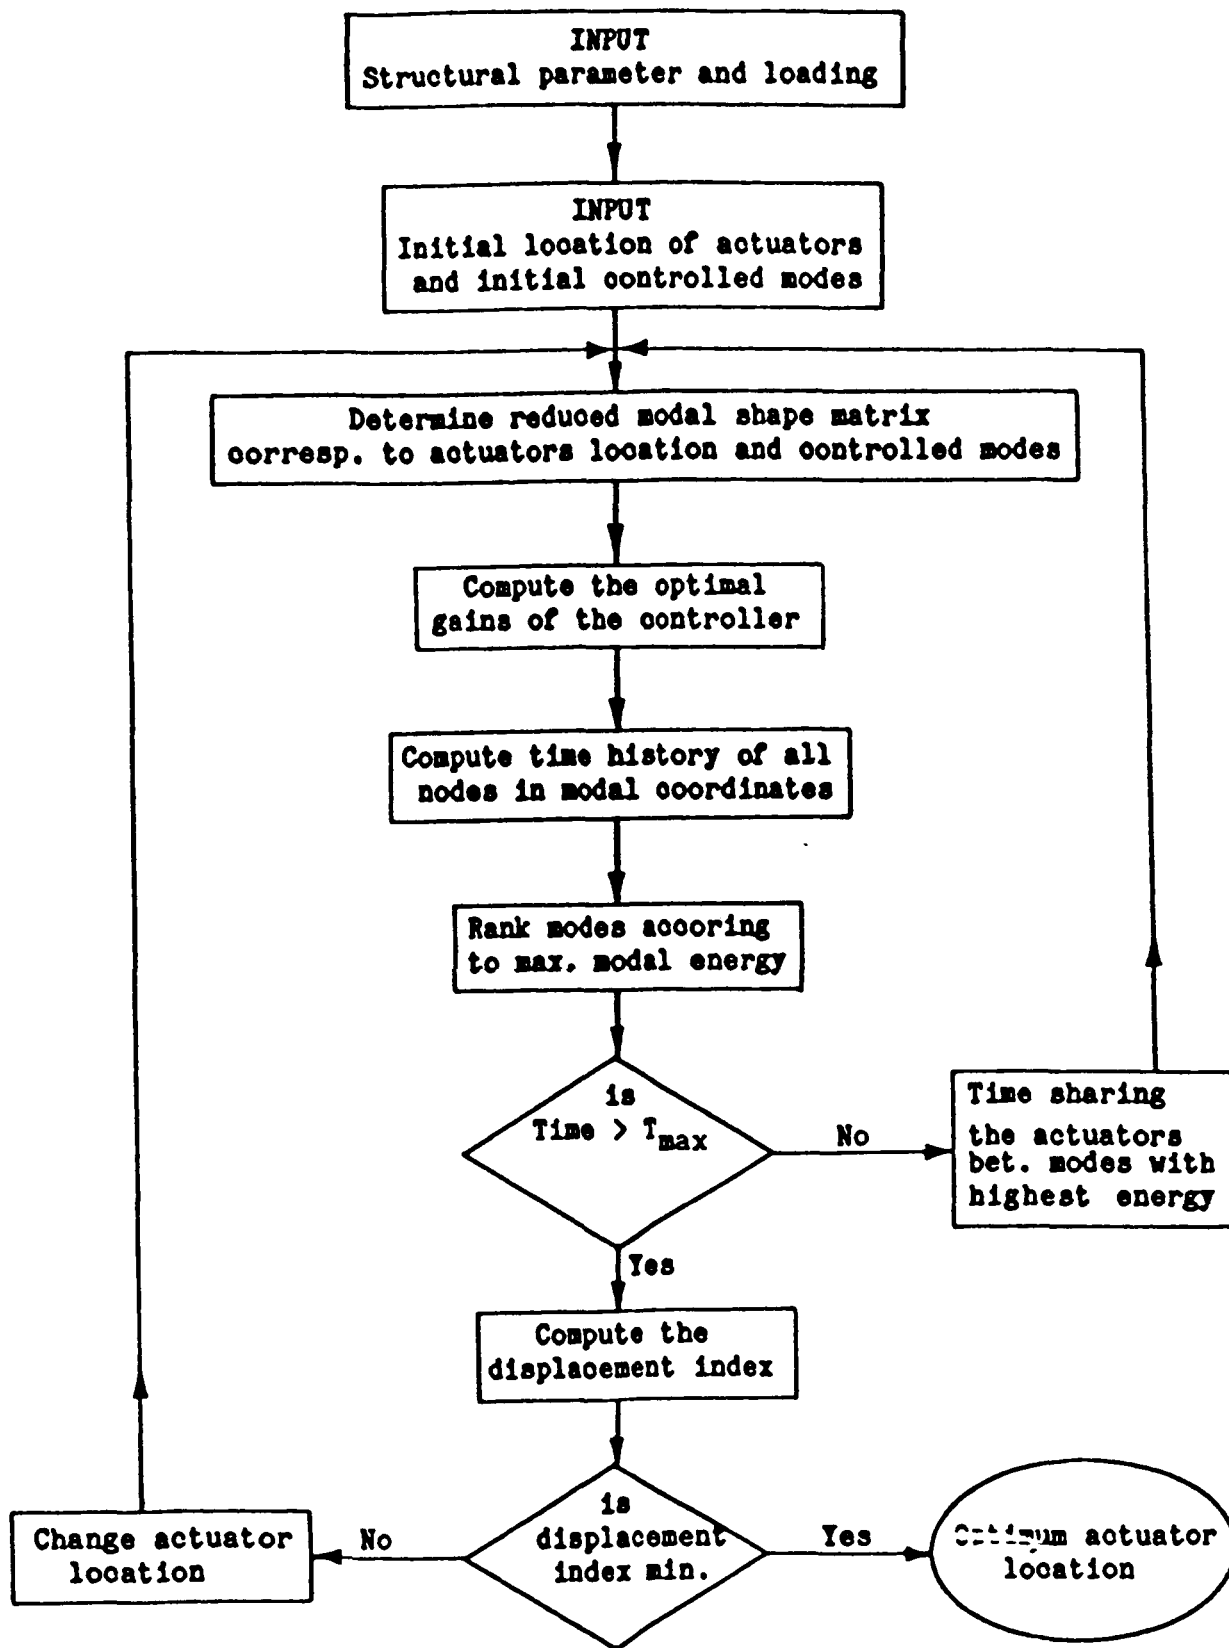 INPUT
Structural parameter and loading
INPUT
Initial location of actuators
and initial controlled modes
Determine reduced modal shape matrix
corresp. to actuators location and controlled modes
Compute the optimal
gains of the controller
Compute time history of all
nodes in modal coordinates
Rank modes accoring
to max. modal energy
is
Time > Tmax
No
Time sharing
the actuators
bet. modes with
highest energy
Yes
Compute the
displacement index
is
displacement
index min.
No
Change actuator
location
Yes
Optimum actuator
location